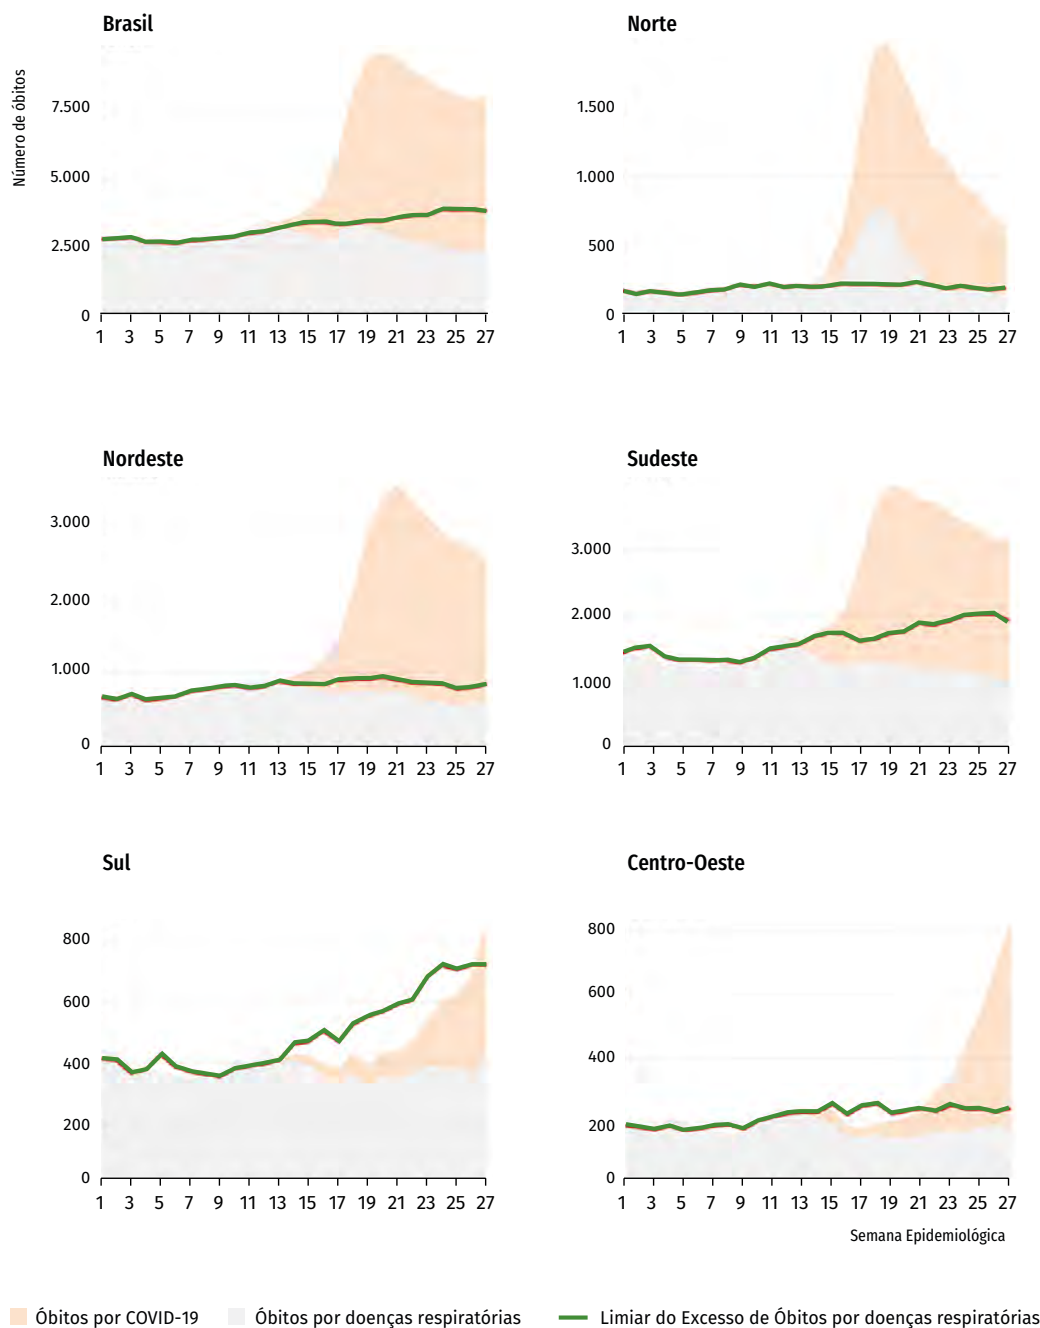 Brasil
Número de óbitos
7.500
5.000
2.500
0
1 3 5 7 9 11 13 15 17 19 21 23 25 27
Norte
1.500
1.000
500
0
1 3 5 7 9 11 13 15 17 19 21 23 25 27
Nordeste
3.000
2.000
1.000
0
1 3 5 7 9 11 13 15 17 19 21 23 25 27
Sudeste
3.000
2.000
1.000
0
1 3 5 7 9 11 13 15 17 19 21 23 25 27
Sul
800
600
400
200
0
1 3 5 7 9 11 13 15 17 19 21 23 25 27
Centro-Oeste
800
600
400
200
0
1 3 5 7 9 11 13 15 17 19 21 23 25 27
Semana Epidemiológica
Óbitos por COVID-19 Óbitos por doenças respiratórias Limiar do Excesso de Óbitos por doenças respiratórias